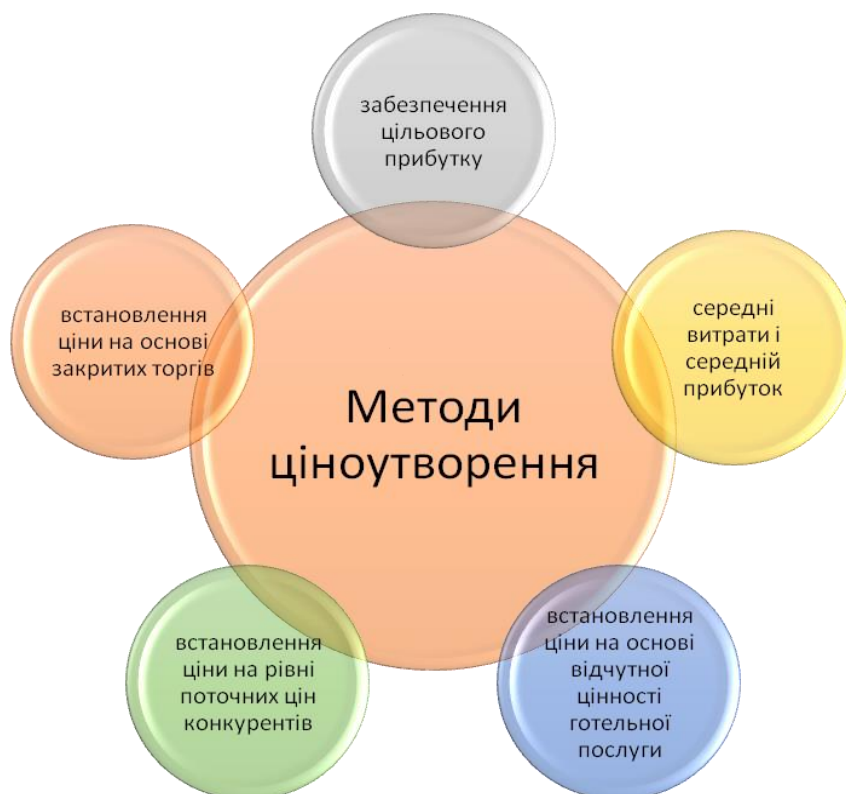 забезпечення
цільового
прибутку
середні
витрати і
середній
прибуток
встановлення
ціни на основі
відчутної
цінності
готельної
послуги
встановлення
ціни на рівні
поточних цін
конкурентів
встановлення
ціни на основі
закритих торгів
Методи
ціноутворення